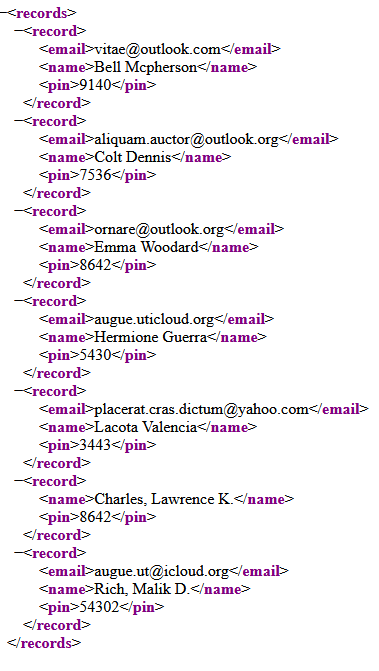 −<records>
−<record>
<email>vitae@outlook.com</email>
<name>Bell Mcpherson</name>
<pin>9140</pin>
</record>
−<record>
<email>aliquam.auctor@outlook.org</email>
<name>Colt Dennis</name>
<pin>7536</pin>
</record>
−<record>
<email>ornare@outlook.org</email>
<name>Emma Woodard</name>
<pin>8642</pin>
</record>
−<record>
<email>augue.uticloud.org</email>
<name>Hermione Guerra</name>
<pin>5430</pin>
</record>
−<record>
<email>placerat.cras.dictum@yahoo.com</email>
<name>Lacota Valencia</name>
<pin>3443</pin>
</record>
−<record>
<name>Charles, Lawrence K.</name>
<pin>8642</pin>
</record>
−<record>
<email>augue.ut@icloud.org</email>
<name>Rich, Malik D.</name>
<pin>54302</pin>
</record>
</records>